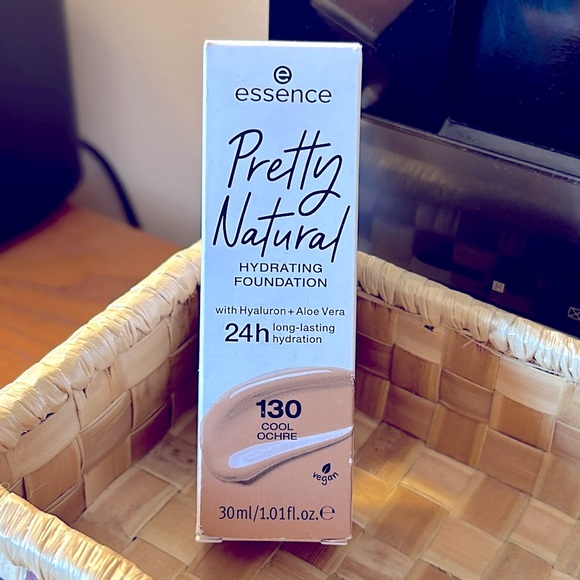 e
essence
Pretty
Natural
HYDRATING
FOUNDATION
with Hyaluron + Aloe Vera
24h long-lasting
hydration
130
COOL
OCHRE
vegan
30ml/1.01fl.oz.℮